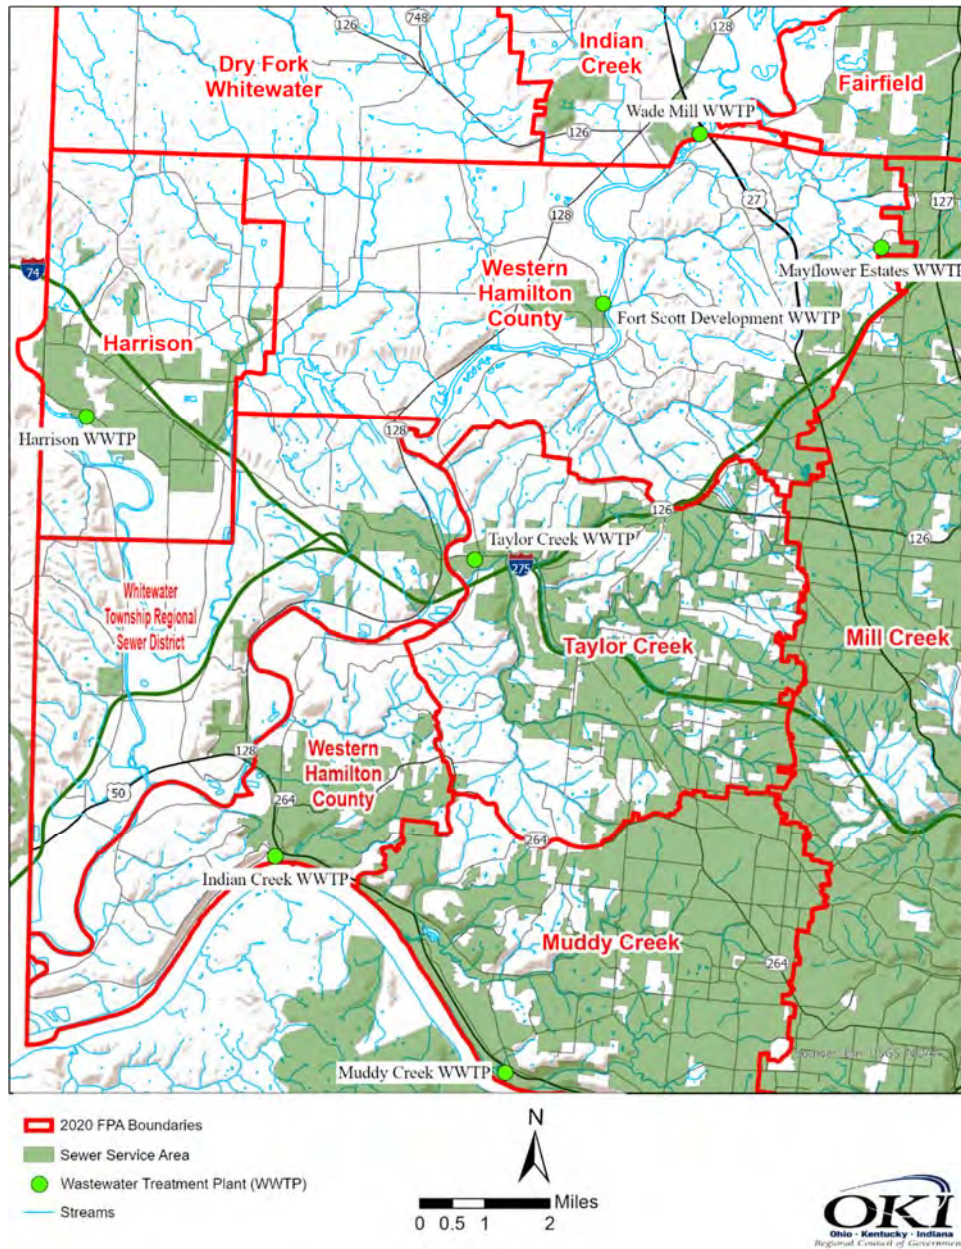 126
748
128
Dry Fork
Whitewater
Indian
Creek
Fairfield
Wade Mill WWTP
126
27
127
128
74
Mayflower Estates WWTP
Western
Hamilton
County
Fort Scott Development WWTP
Harrison
Harrison WWTP
128
126
Taylor Creek WWTP
126
275
Whitewater
Township Regional
Sewer District
Taylor Creek
Mill Creek
128
Western
Hamilton
County
50
264
264
Indian Creek WWTP
Muddy Creek
264
Muddy Creek WWTP
2020 FPA Boundaries
Sewer Service Area
Wastewater Treatment Plant (WWTP)
Streams
N
Miles
0 0.5 1 2
OKI
Ohio · Kentucky · Indiana
Regional Council of Governments